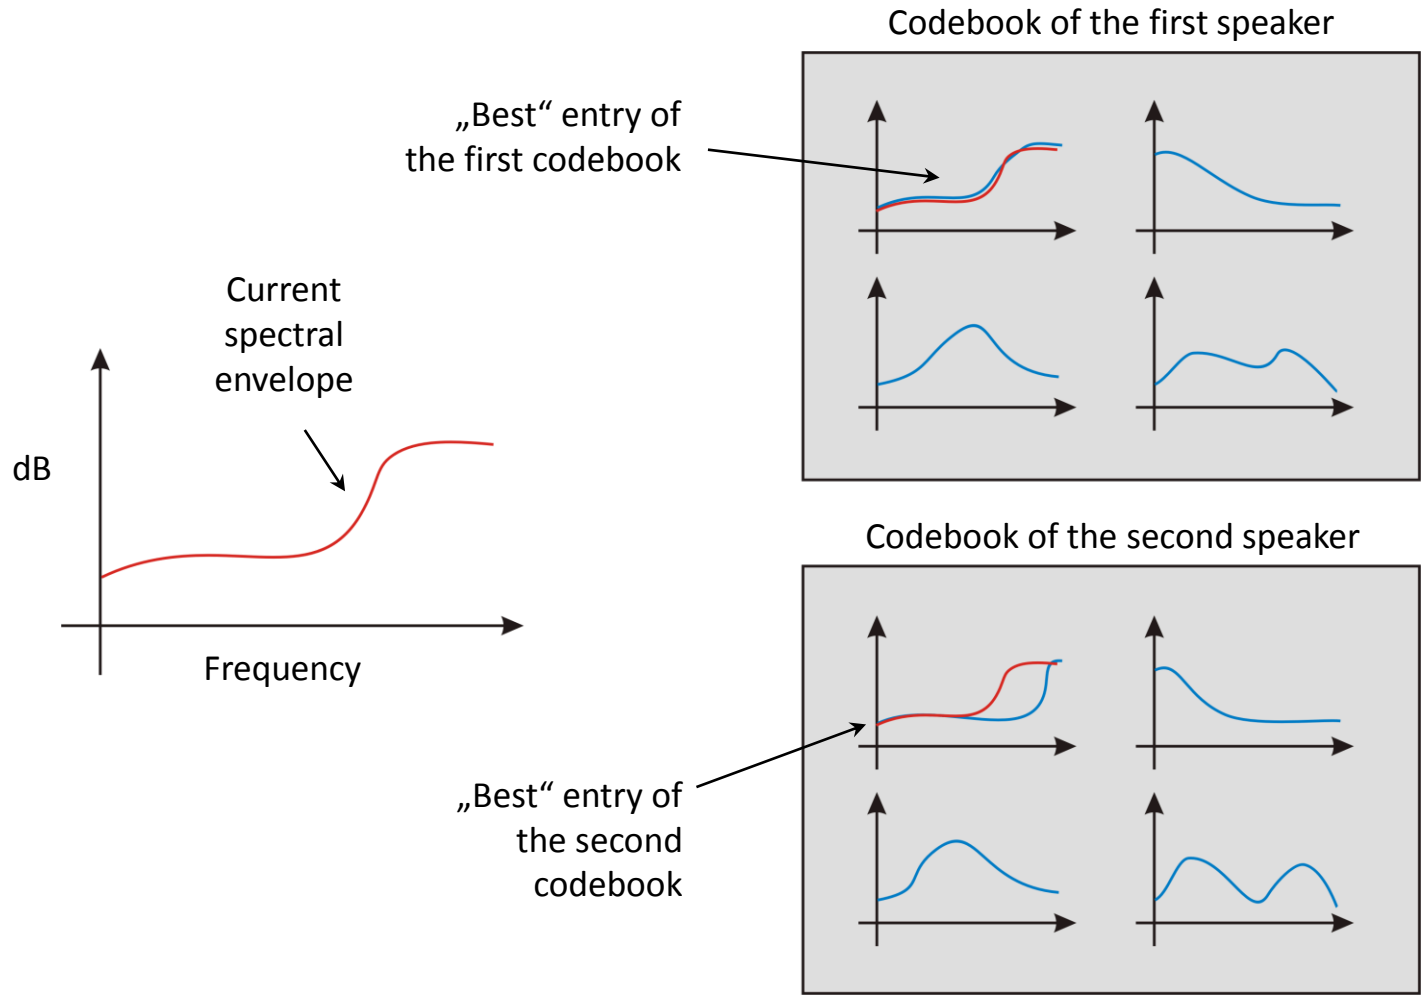 Codebook of the first speaker
„Best“ entry of
the first codebook
Current
spectral
envelope
dB
Frequency
Codebook of the second speaker
„Best“ entry of
the second
codebook